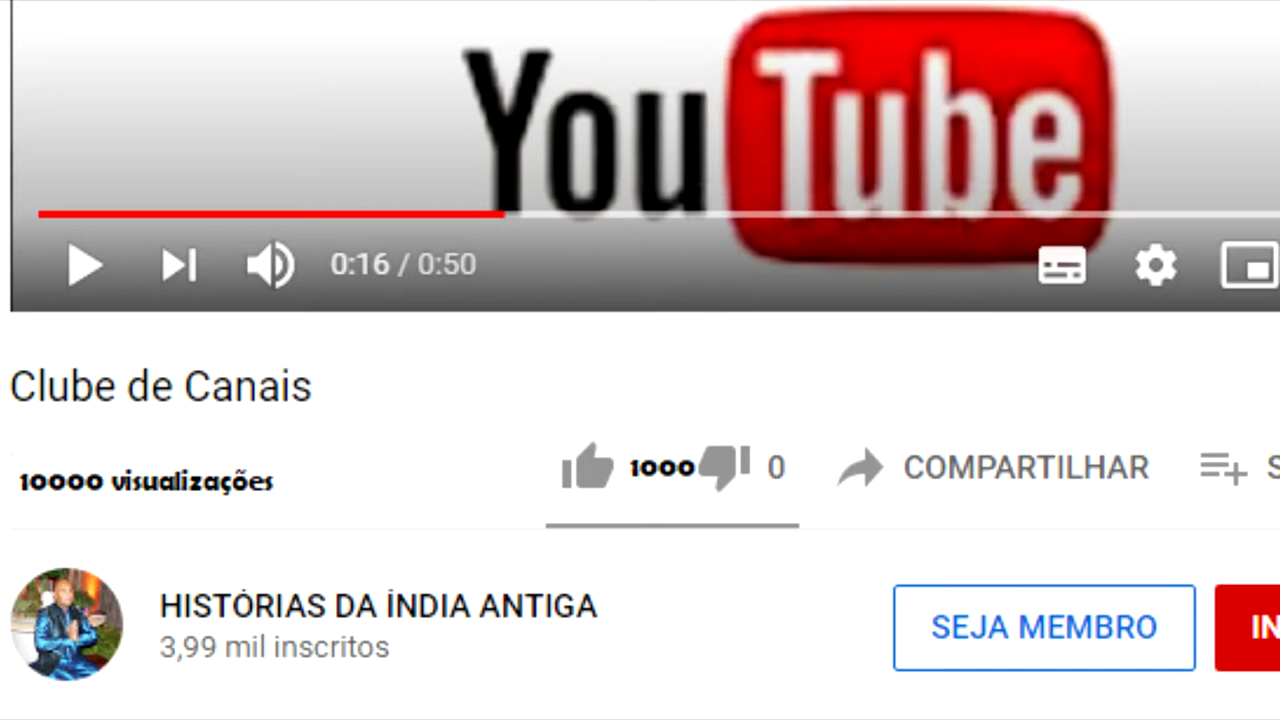 YouTube
0:16 / 0:50
Clube de Canais
10000 visualizações
1000 0 COMPARTILHAR S
HISTÓRIAS DA ÍNDIA ANTIGA
3,99 mil inscritos
SEJA MEMBRO
IN